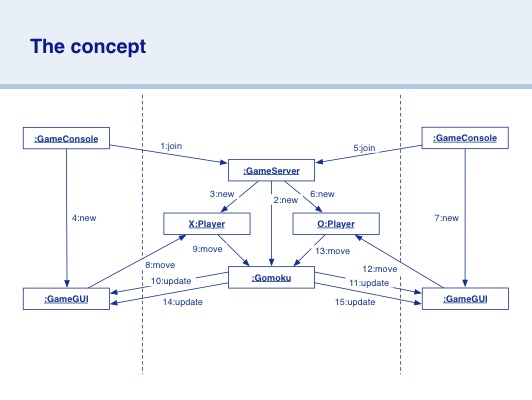 The concept
:GameConsole
:GameConsole
1:join
5:join
:GameServer
3:new
2:new
6:new
4:new
X:Player
O:Player
7:new
9:move
13:move
8:move
12:move
10:update
:Gomoku
11:update
:GameGUI
14:update
15:update
:GameGUI